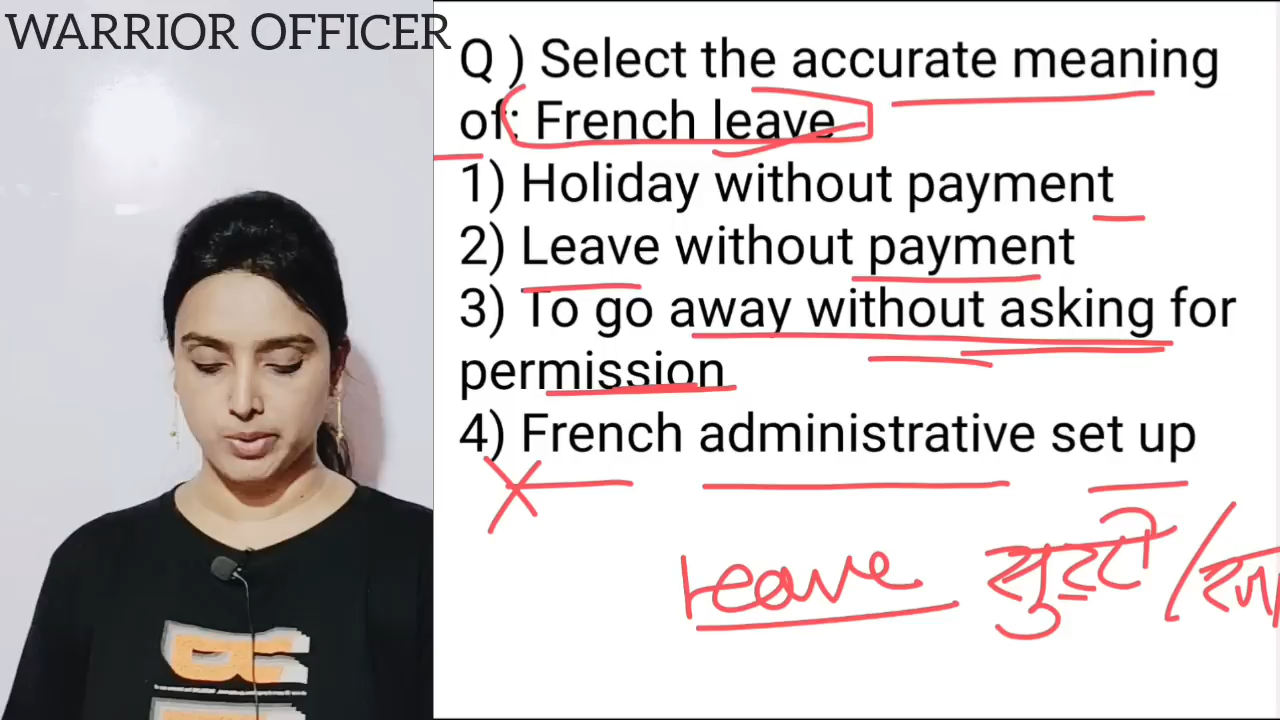 WARRIOR OFFICER
Q ) Select the accurate meaning
of: French leave
1) Holiday without payment
2) Leave without payment
3) To go away without asking for
permission
4) French administrative set up
leave सुट्टी /